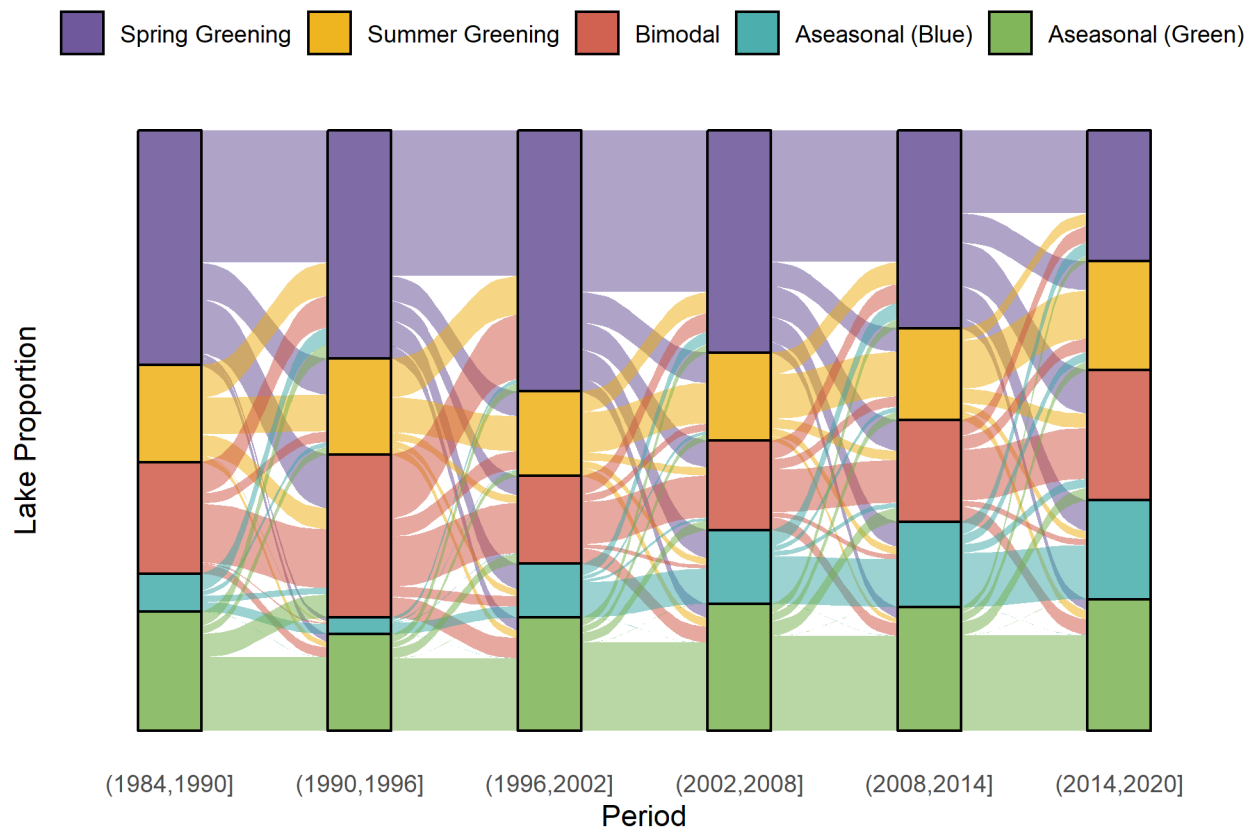 Spring Greening Summer Greening Bimodal Aseasonal (Blue) Aseasonal (Green)
Lake Proportion
(1984,1990] (1990,1996] (1996,2002] (2002,2008] (2008,2014] (2014,2020]
Period